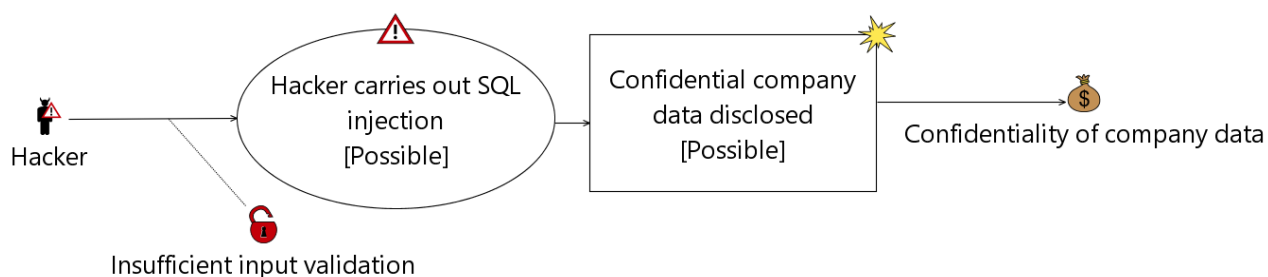 Hacker
Hacker carries out SQL
injection
[Possible]
Confidential company
data disclosed
[Possible]
$
Confidentiality of company data
Insufficient input validation